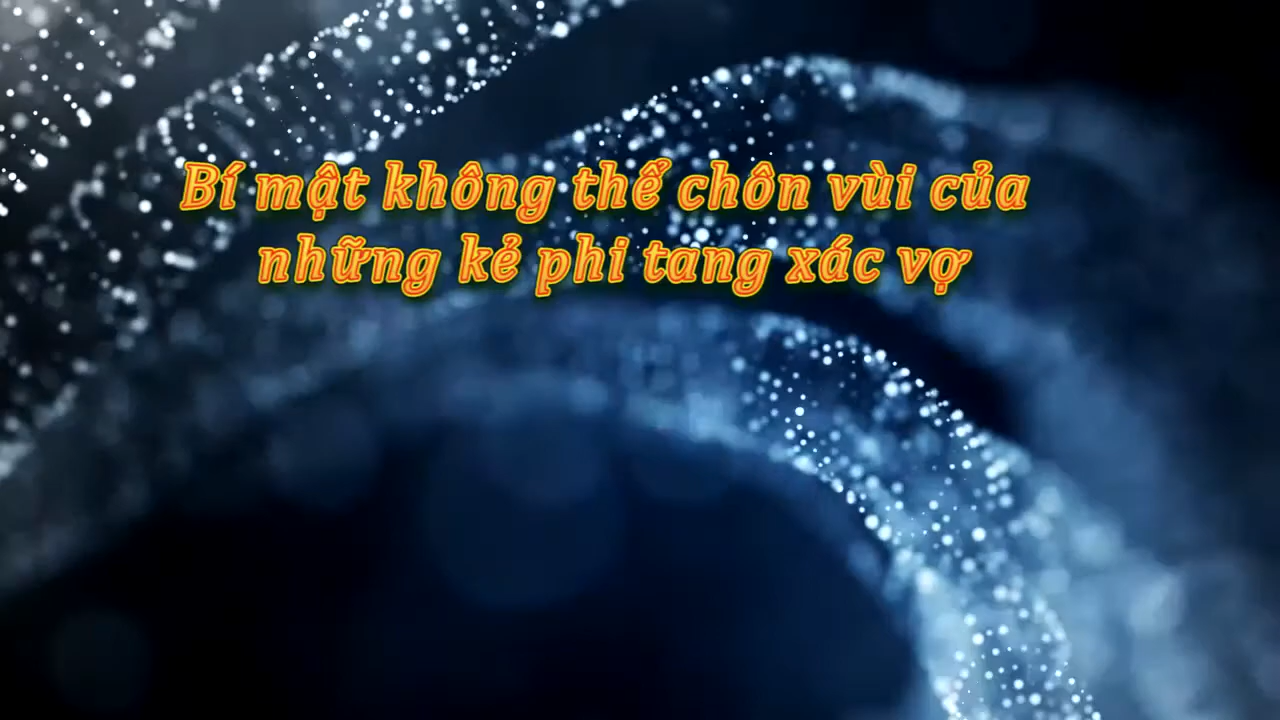 Bí mật không thể chôn vùi của
những kẻ phi tang xác vợ